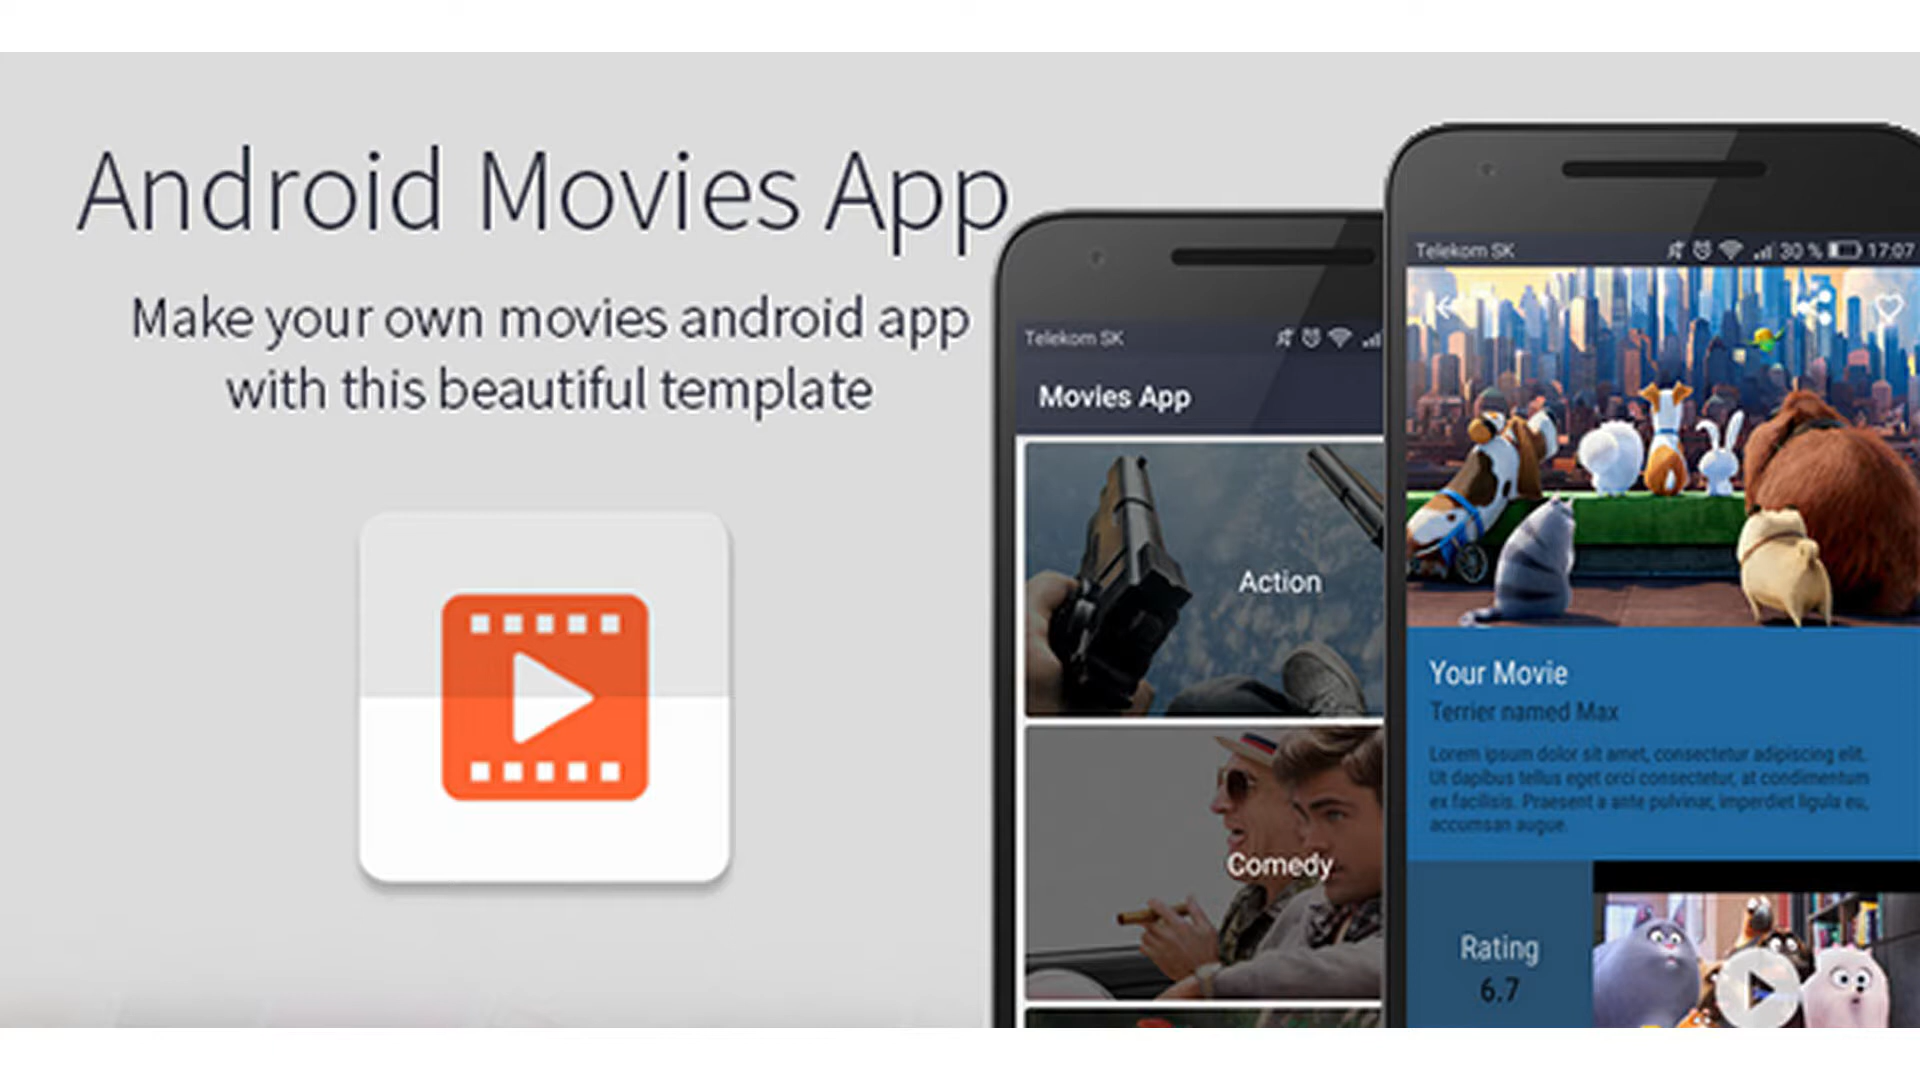 Android Movies App
Make your own movies android app
with this beautiful template
Telekom SK
Movies App
Action
Comedy
Telekom SK 30 % 17:07
Your Movie
Terrier named Max
Lorem ipsum dolor sit amet, consectetur adipiscing elit.
Ut dapibus tellus eget orci consectetur, at condimentum
ex facilisis. Praesent a ante pulvinar, imperdiet ligula eu,
accumsan augue.
Rating
6.7